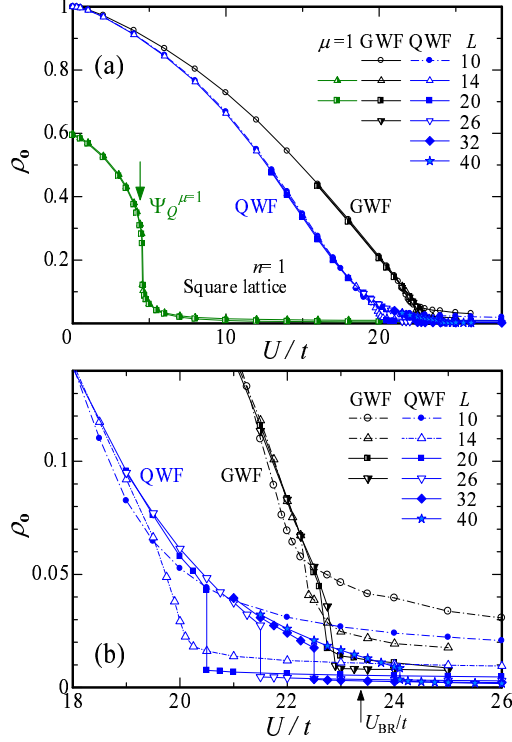 (a)
μ=1 GWF QWF L
10
14
20
26
32
40
Ψ_Q^μ=1
QWF
GWF
n= 1
Square lattice
ρ₀
1
0.8
0.6
0.4
0.2
0
0 10 20
U / t
GWF QWF L
10
14
20
26
32
40
QWF
GWF
(b)
ρ₀
0.1
0.05
0
18 20 22 24 26
U / t
U_BR/t